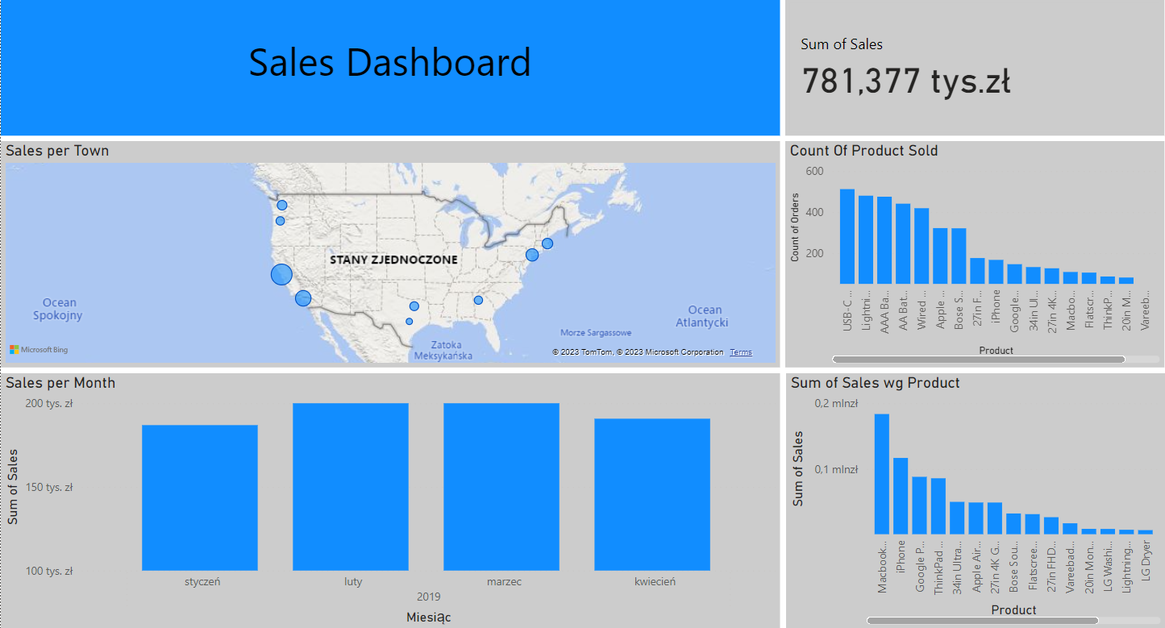 Sales Dashboard
Sum of Sales
781,377 tys.zł
Sales per Town
STANY ZJEDNOCZONE
Ocean
Spokojny
Ocean
Atlantycki
Morze Sargassowe
Zatoka
Meksykańska
Microsoft Bing
© 2023 TomTom, © 2023 Microsoft Corporation Terms
Count Of Product Sold
Count of Orders
600
400
200
USB-C ...
Lightni...
AAA Ba...
AA Bat...
Wired ...
Apple ...
Bose S...
27in F...
iPhone
Google...
34in Ul...
27in 4K...
Macbo...
Flatscr...
ThinkP...
20in M...
Vareeb...
Product
Sales per Month
Sum of Sales
200 tys. zł
150 tys. zł
100 tys. zł
styczeń
luty
marzec
kwiecień
2019
Miesiąc
Sum of Sales wg Product
Sum of Sales
0,2 mlnzł
0,1 mlnzł
Macbook...
iPhone
Google P...
ThinkPad ...
34in Ultra...
Apple Air...
27in 4K G...
Bose Sou...
Flatscree...
27in FHD...
Vareebad...
20in Mon...
LG Washi...
Lightning...
LG Dryer
Product